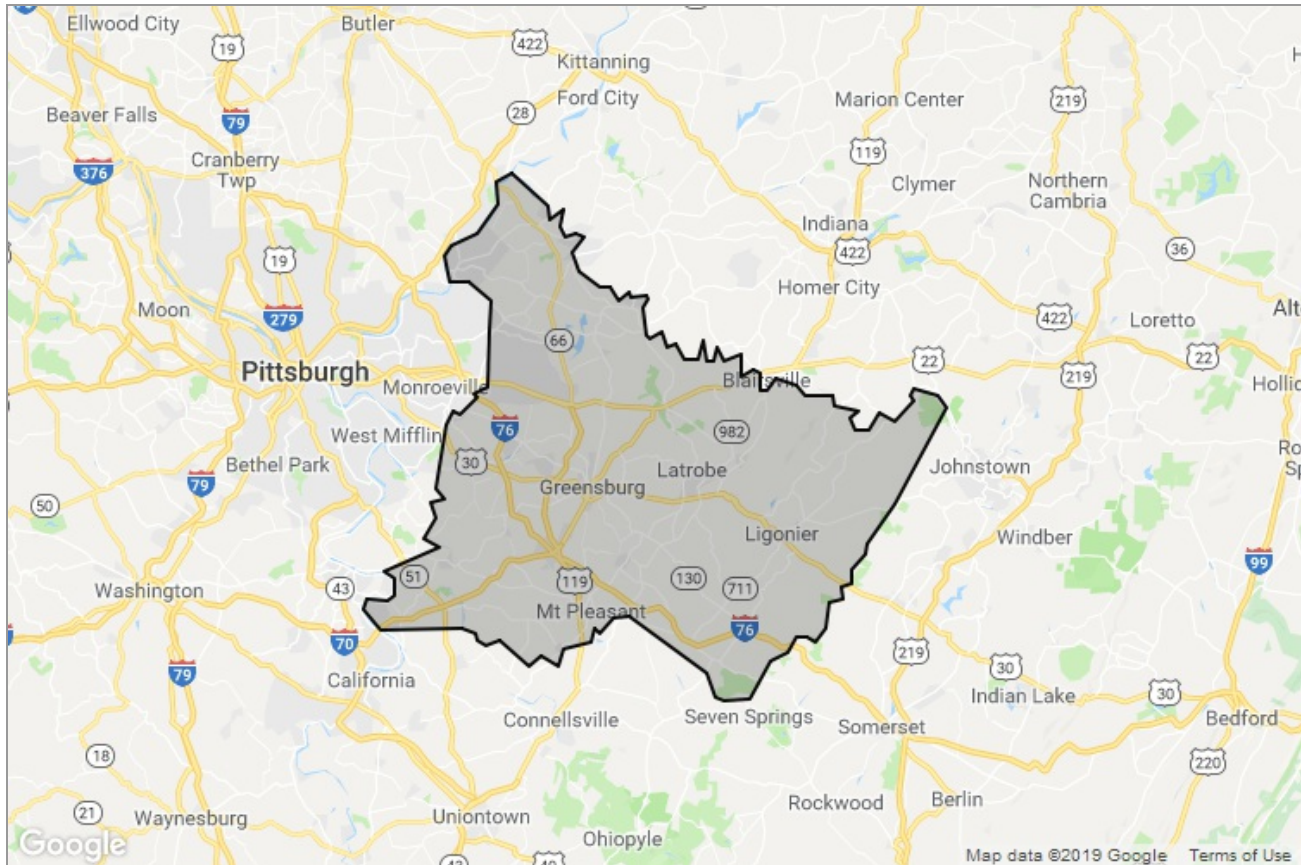 Ellwood City
Butler
19
422
Kittanning
Ford City
28
Beaver Falls
79
Marion Center
219
376
Cranberry
Twp
119
Clymer
Northern
Cambria
Indiana
422
36
19
Homer City
Moon
279
422
Loretto
66
22
22
Pittsburgh
Monroeville
Blairsville
219
West Mifflin
76
982
30
Latrobe
Johnstown
Bethel Park
79
Greensburg
50
Ligonier
Windber
99
Washington
43
51
119
130
711
Mt Pleasant
70
76
219
79
California
30
Indian Lake
30
Connellsville
Seven Springs
Somerset
Bedford
18
220
Rockwood
Berlin
21
Waynesburg
Uniontown
Ohiopyle
Google
43
40
Map data ©2019 Google
Terms of Use